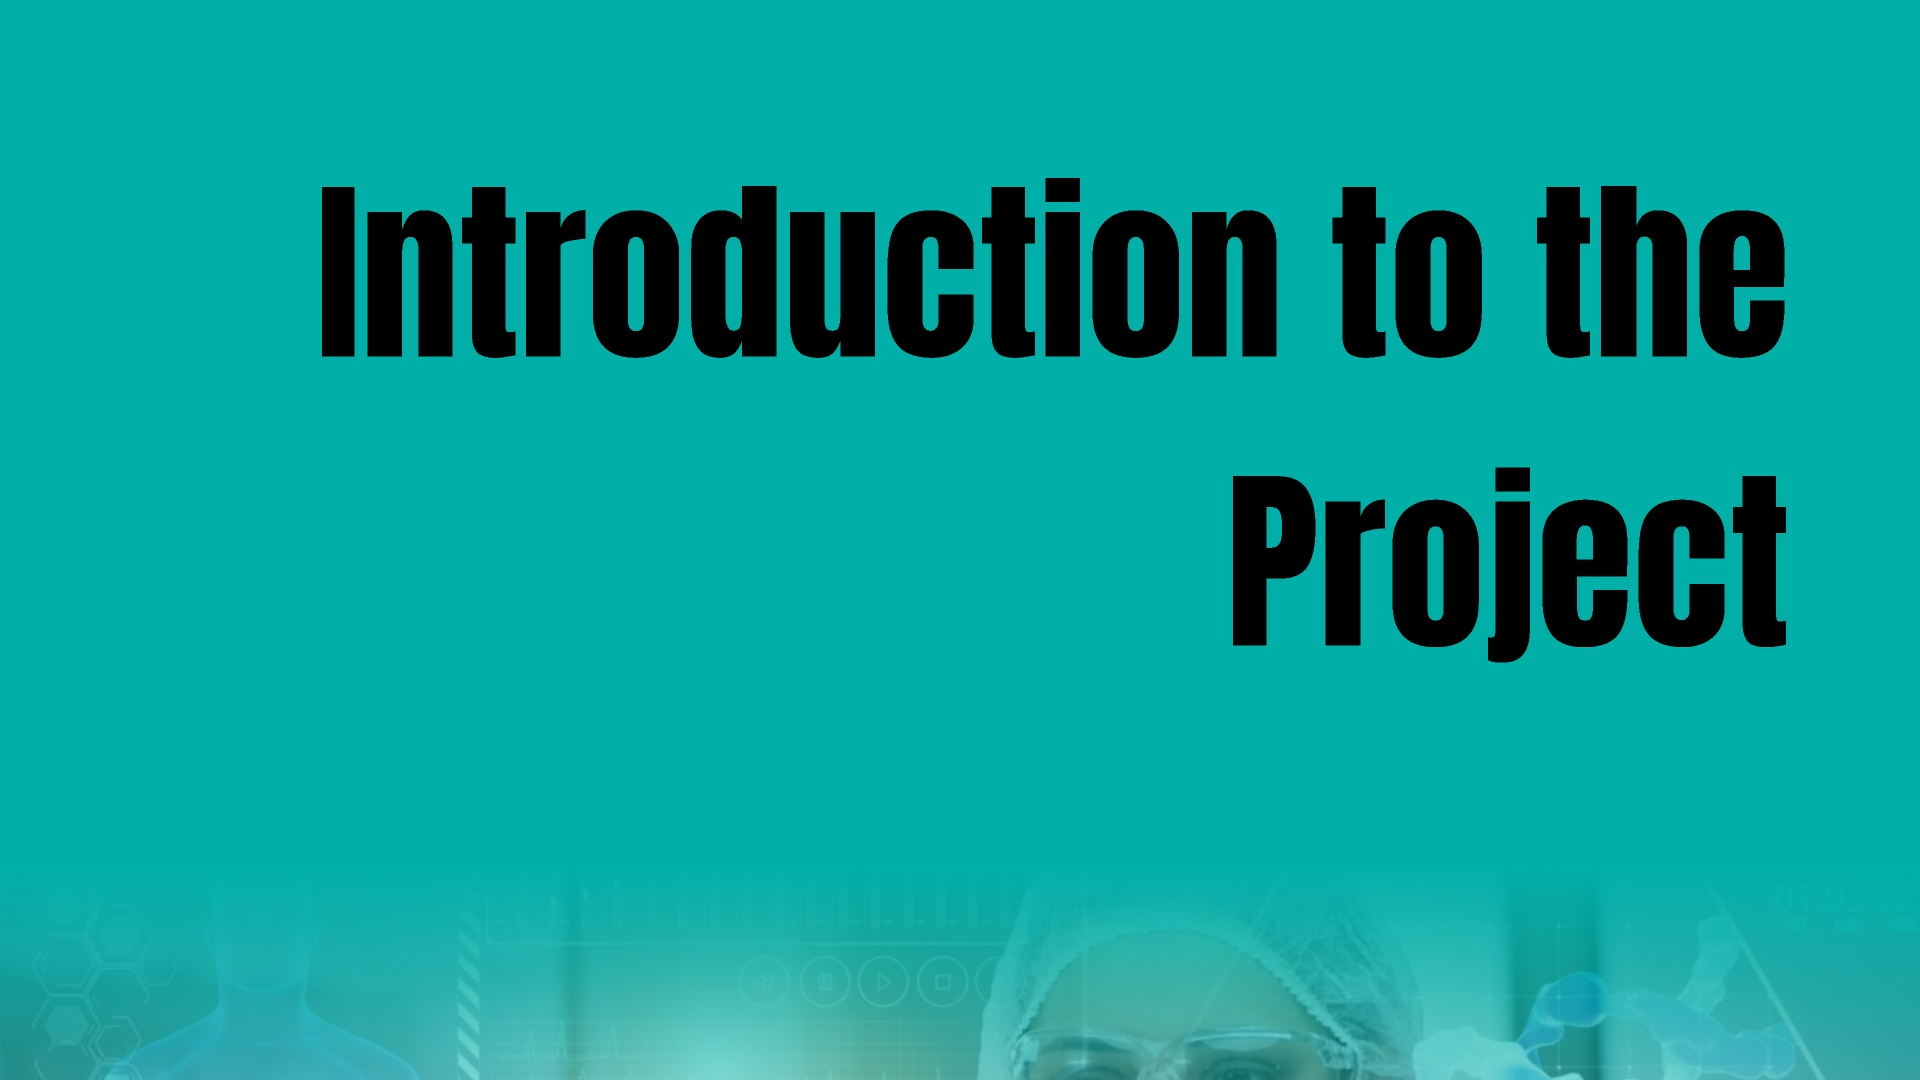 Introduction to the
Project